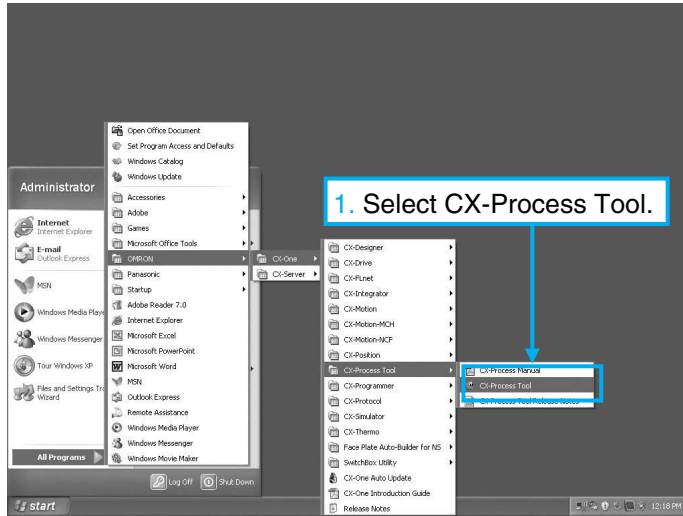 Administrator
Internet
Internet Explorer
E-mail
Outlook Express
MSN
Windows Media Playe
Windows Messenger
Tour Windows XP
Files and Settings Tra
Wizard
All Programs
Log Off
Shut Down
start
Open Office Document
Set Program Access and Defaults
Windows Catalog
Windows Update
Accessories
Adobe
Games
Microsoft Office Tools
OMRON
Panasonic
Startup
Adobe Reader 7.0
Internet Explorer
Microsoft Excel
Microsoft PowerPoint
Microsoft Word
MSN
Outlook Express
Remote Assistance
Windows Media Player
Windows Messenger
Windows Movie Maker
CX-One
CX-Server
1. Select CX-Process Tool.
CX-Designer
CX-Drive
CX-FLnet
CX-Integrator
CX-Motion
CX-Motion-MCH
CX-Motion-NCF
CX-Position
CX-Process Tool
CX-Programmer
CX-Protocol
CX-Simulator
CX-Thermo
Face Plate Auto-Builder for NS
SwitchBox Utility
CX-One Auto Update
CX-One Introduction Guide
Release Notes
CX-Process Manual
CX-Process Tool
CX-Process Tool Release Notes
12:18 PM